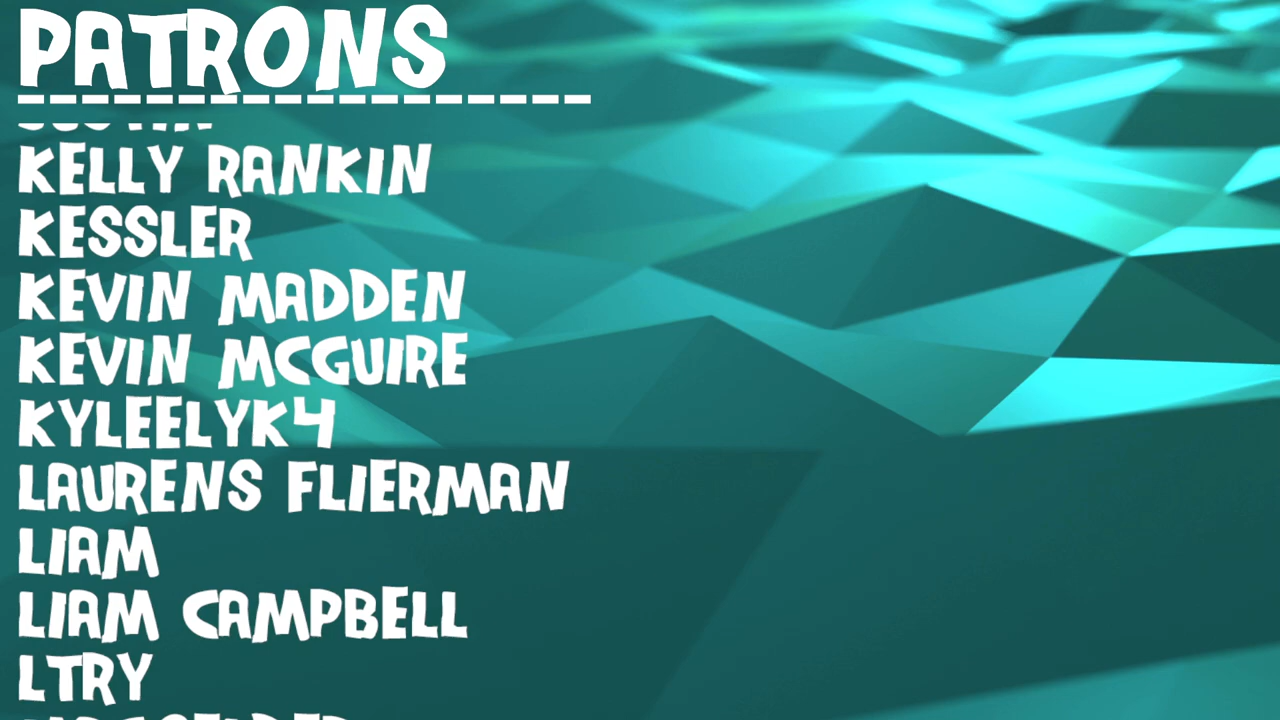 PATRONS
KELLY RANKIN
KESSLER
KEVIN MADDEN
KEVIN MCGUIRE
KYLEELYK4
LAURENS FLIERMAN
LIAM
LIAM CAMPBELL
LTRY